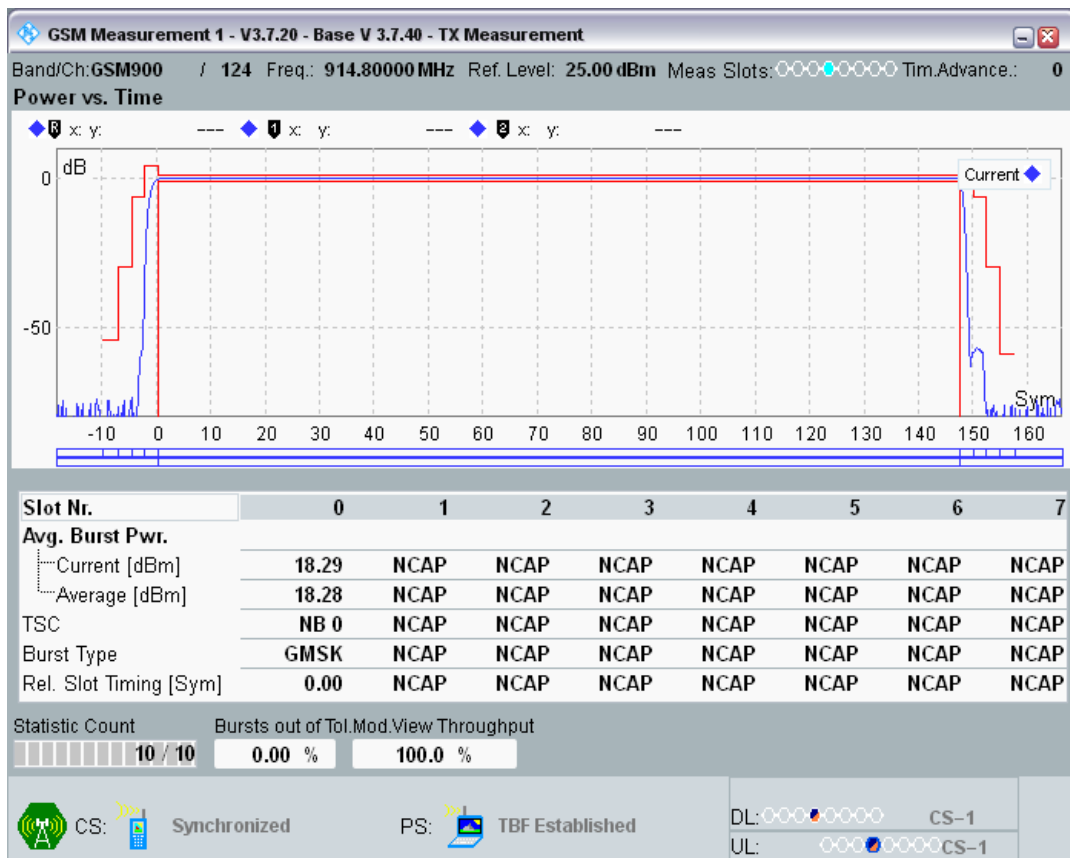 GSM Measurement 1 - V3.7.20 - Base V 3.7.40 - TX Measurement
Band/Ch:GSM900 / 124 Freq.: 914.80000 MHz Ref. Level: 25.00 dBm Meas Slots: Tim.Advance.: 0
Power vs. Time
R x: y: --- 1 x: y: --- 2 x: y: ---
dB
Current
0
-50
Sym
-10 0 10 20 30 40 50 60 70 80 90 100 110 120 130 140 150 160
Slot Nr. 0 1 2 3 4 5 6 7
Avg. Burst Pwr.
Current [dBm] 18.29 NCAP NCAP NCAP NCAP NCAP NCAP NCAP
Average [dBm] 18.28 NCAP NCAP NCAP NCAP NCAP NCAP NCAP
TSC NB 0 NCAP NCAP NCAP NCAP NCAP NCAP NCAP
Burst Type GMSK NCAP NCAP NCAP NCAP NCAP NCAP NCAP
Rel. Slot Timing [Sym] 0.00 NCAP NCAP NCAP NCAP NCAP NCAP NCAP
Statistic Count Bursts out of Tol.Mod.View Throughput
10 / 10 0.00 % 100.0 %
CS: Synchronized PS: TBF Established
DL: CS-1
UL: CS-1